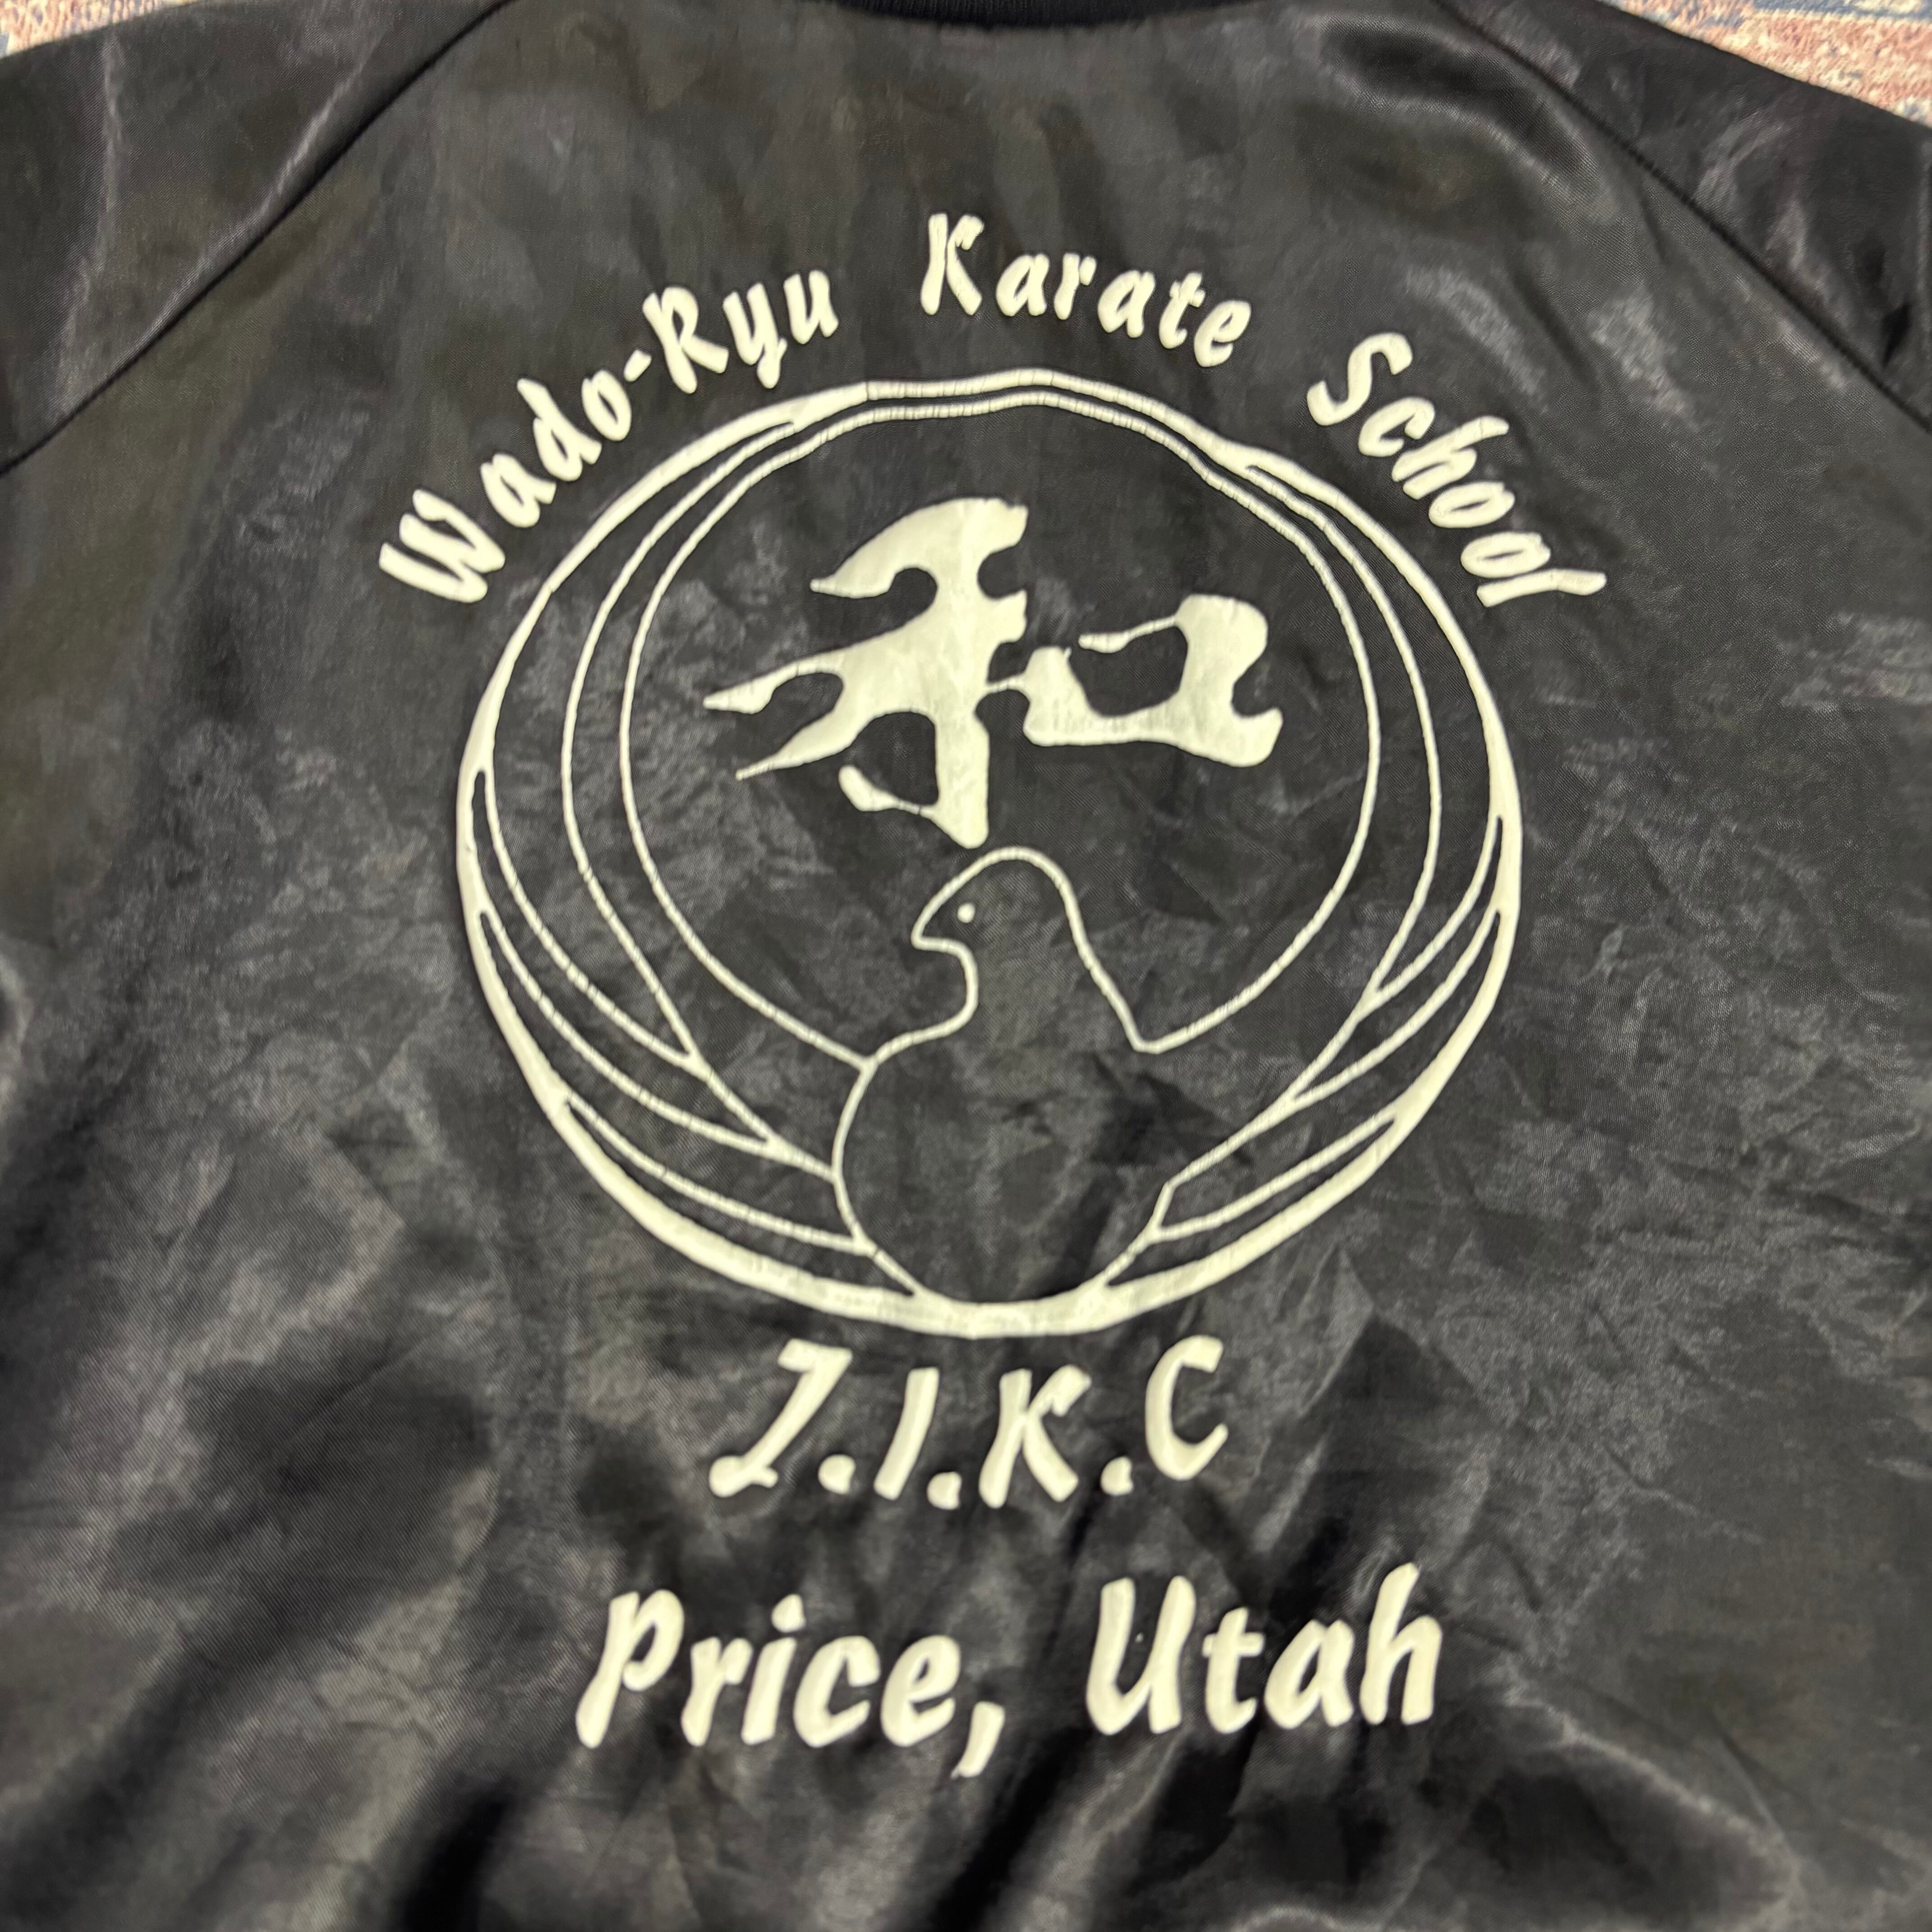 Wado-Ryu Karate School
和
Z.I.K.C
Price, Utah